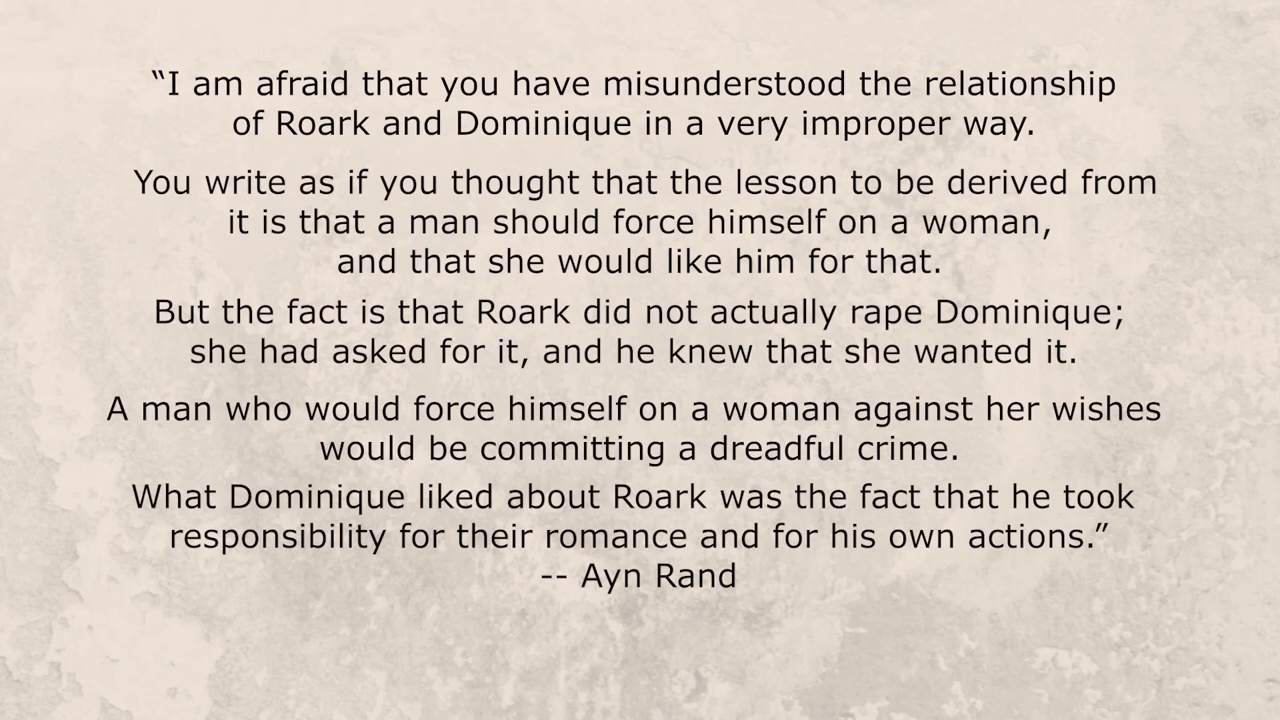 “I am afraid that you have misunderstood the relationship
of Roark and Dominique in a very improper way.
You write as if you thought that the lesson to be derived from
it is that a man should force himself on a woman,
and that she would like him for that.
But the fact is that Roark did not actually rape Dominique;
she had asked for it, and he knew that she wanted it.
A man who would force himself on a woman against her wishes
would be committing a dreadful crime.
What Dominique liked about Roark was the fact that he took
responsibility for their romance and for his own actions.”
-- Ayn Rand